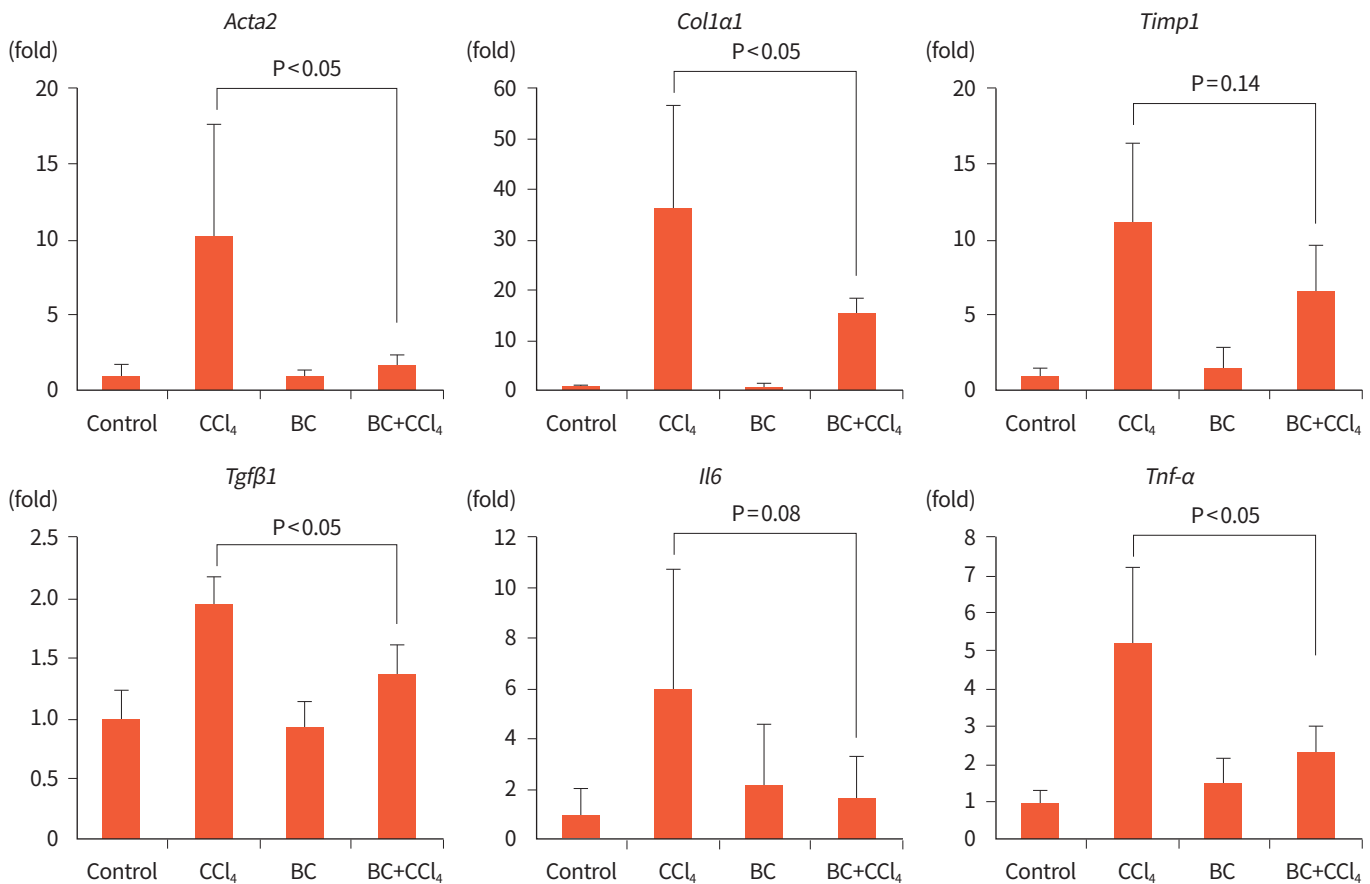 Acta2
(fold)
P<0.05
20
15
10
5
0
Control CCl₄ BC BC+CCl₄
Col1α1
(fold)
P<0.05
60
50
40
30
20
10
0
Control CCl₄ BC BC+CCl₄
Timp1
(fold)
P=0.14
20
15
10
5
0
Control CCl₄ BC BC+CCl₄
Tgfβ1
(fold)
P<0.05
2.5
2.0
1.5
1.0
0.5
0
Control CCl₄ BC BC+CCl₄
Il6
(fold)
P=0.08
12
10
8
6
4
2
0
Control CCl₄ BC BC+CCl₄
Tnf-α
(fold)
P<0.05
8
7
6
5
4
3
2
1
0
Control CCl₄ BC BC+CCl₄